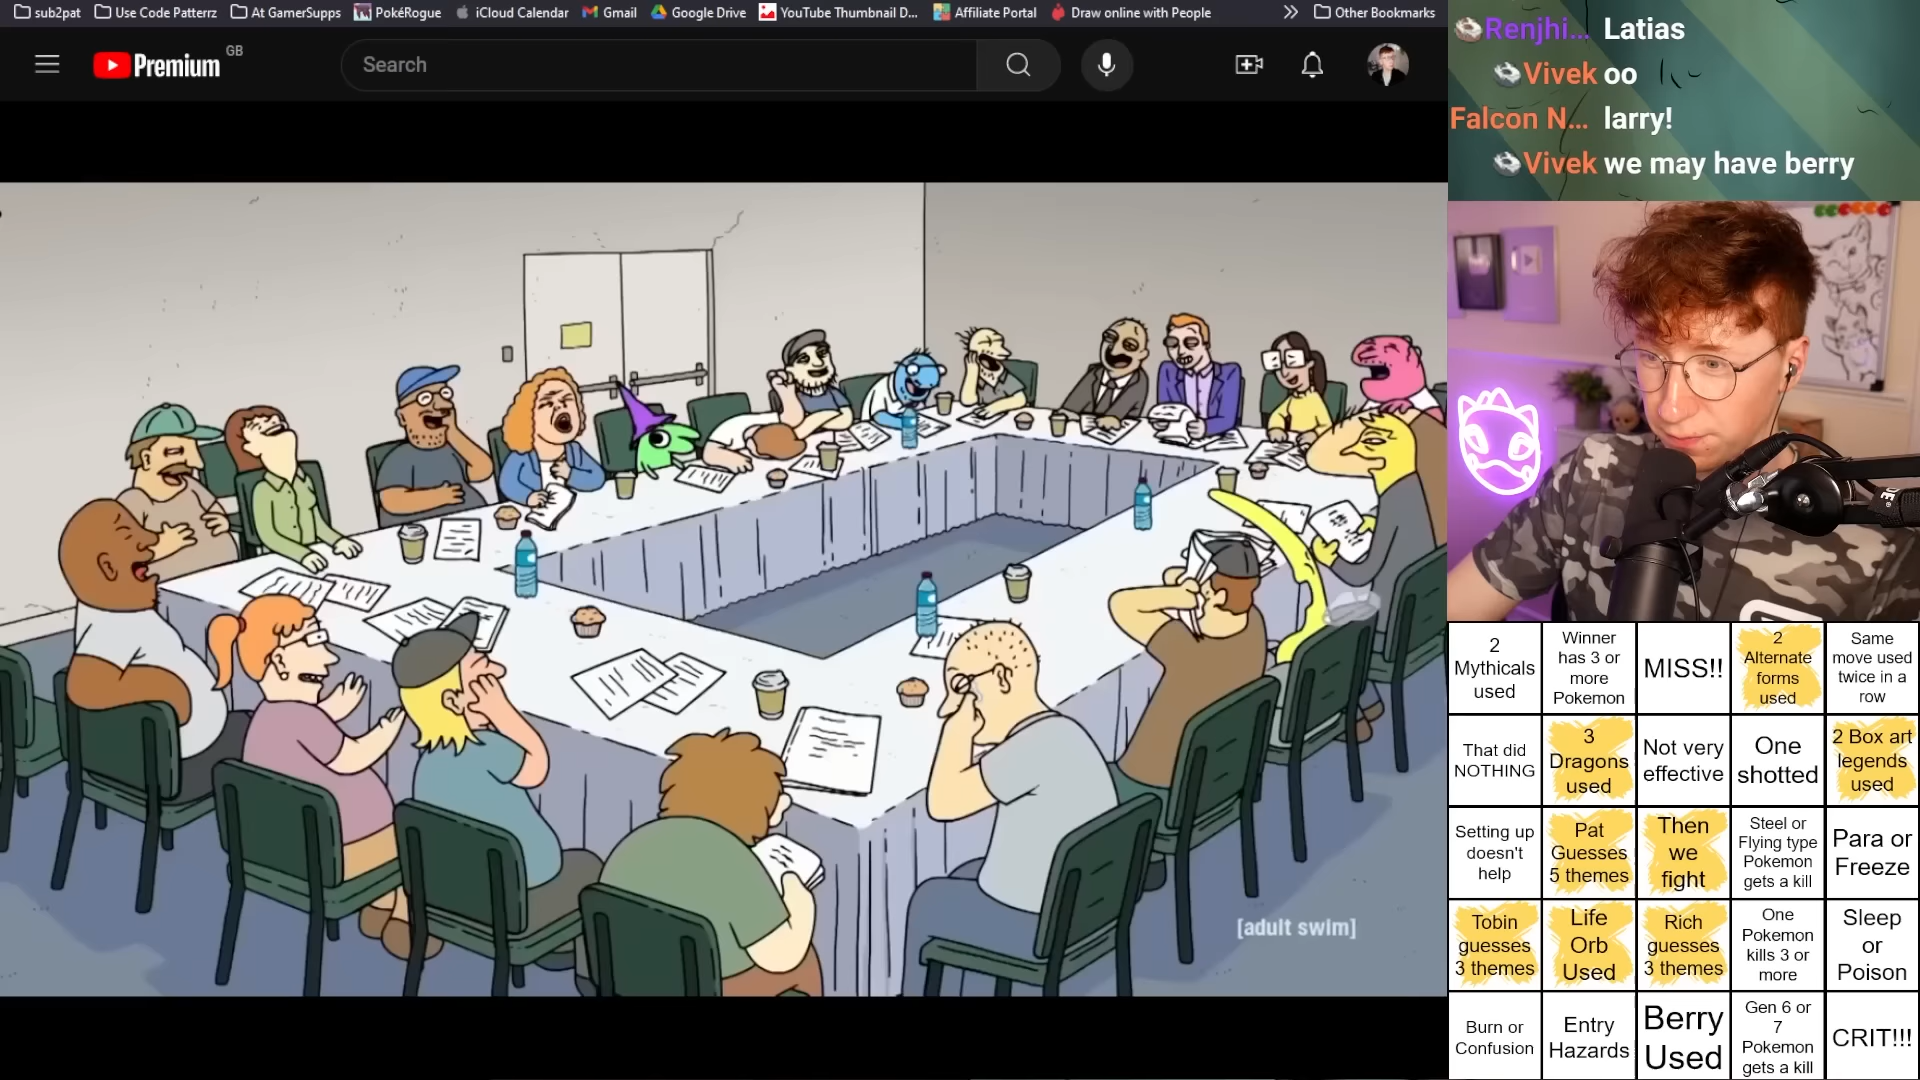 sub2pat Use Code Patterrz At GamerSupps PokéRogue iCloud Calendar Gmail Google Drive YouTube Thumbnail D... Affiliate Portal Draw online with People Other Bookmarks
Premium GB
Search
[adult swim]
Renjhi... Latias
Vivek oo
Falcon N... larry!
Vivek we may have berry
2
Mythicals
used
Winner
has 3 or
more
Pokemon
MISS!!
2
Alternate
forms
used
Same
move used
twice in a
row
That did
NOTHING
3
Dragons
used
Not very
effective
One
shotted
2 Box art
legends
used
Setting up
doesn't
help
Pat
Guesses
5 themes
Then
we
fight
Steel or
Flying type
Pokemon
gets a kill
Para or
Freeze
Tobin
guesses
3 themes
Life
Orb
Used
Rich
guesses
3 themes
One
Pokemon
kills 3 or
more
Sleep
or
Poison
Burn or
Confusion
Entry
Hazards
Berry
Used
Gen 6 or
7
Pokemon
gets a kill
CRIT!!!